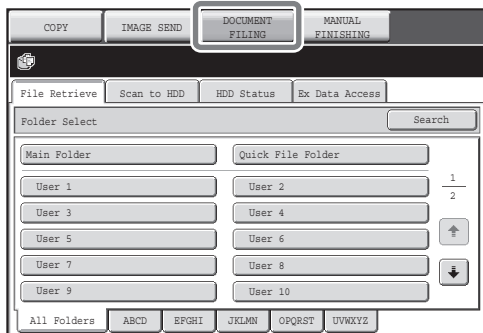 COPY IMAGE SEND DOCUMENT FILING MANUAL FINISHING
File Retrieve Scan to HDD HDD Status Ex Data Access
Folder Select Search
Main Folder Quick File Folder
User 1 User 2
User 3 User 4
User 5 User 6
User 7 User 8
User 9 User 10
1
2
All Folders ABCD EFGHI JKLMN OPQRST UVWXYZ